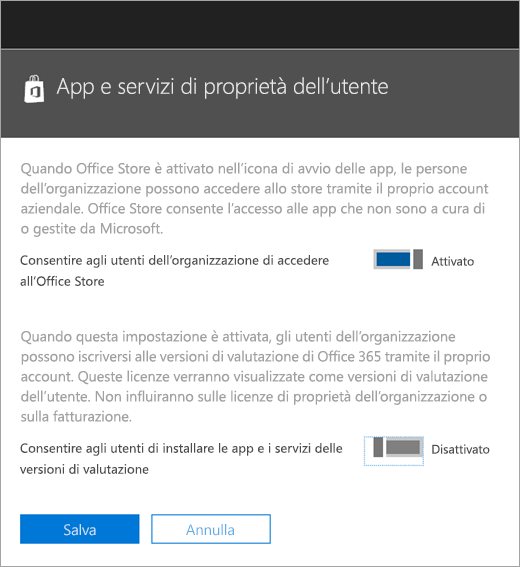 App e servizi di proprietà dell'utente
Quando Office Store è attivato nell'icona di avvio delle app, le persone
dell'organizzazione possono accedere allo store tramite il proprio account
aziendale. Office Store consente l'accesso alle app che non sono a cura di
o gestite da Microsoft.
Consentire agli utenti dell'organizzazione di accedere
all'Office Store
Attivato
Quando questa impostazione è attivata, gli utenti dell'organizzazione
possono iscriversi alle versioni di valutazione di Office 365 tramite il proprio
account. Queste licenze verranno visualizzate come versioni di valutazione
dell'utente. Non influiranno sulle licenze di proprietà dell'organizzazione o
sulla fatturazione.
Consentire agli utenti di installare le app e i servizi delle
versioni di valutazione
Disattivato
Salva
Annulla